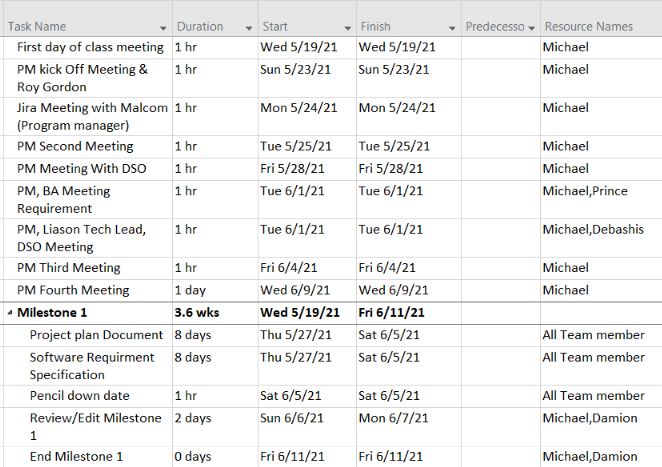 Task Name Duration Start Finish Predecesso Resource Names
First day of class meeting 1 hr Wed 5/19/21 Wed 5/19/21 Michael
PM kick Off Meeting & 1 hr Sun 5/23/21 Sun 5/23/21 Michael
Roy Gordon
Jira Meeting with Malcom 1 hr Mon 5/24/21 Mon 5/24/21 Michael
(Program manager)
PM Second Meeting 1 hr Tue 5/25/21 Tue 5/25/21 Michael
PM Meeting With DSO 1 hr Fri 5/28/21 Fri 5/28/21 Michael
PM, BA Meeting 1 hr Tue 6/1/21 Tue 6/1/21 Michael,Prince
Requirement
PM, Liason Tech Lead, 1 hr Tue 6/1/21 Tue 6/1/21 Michael,Debashis
DSO Meeting
PM Third Meeting 1 hr Fri 6/4/21 Fri 6/4/21 Michael
PM Fourth Meeting 1 day Wed 6/9/21 Wed 6/9/21 Michael
Milestone 1 3.6 wks Wed 5/19/21 Fri 6/11/21
Project plan Document 8 days Thu 5/27/21 Sat 6/5/21 All Team member
Software Requirment 8 days Thu 5/27/21 Sat 6/5/21 All Team member
Specification
Pencil down date 1 hr Sat 6/5/21 Sat 6/5/21 All Team member
Review/Edit Milestone 2 days Sun 6/6/21 Mon 6/7/21 Michael,Damion
1
End Milestone 1 0 days Fri 6/11/21 Fri 6/11/21 Michael,Damion